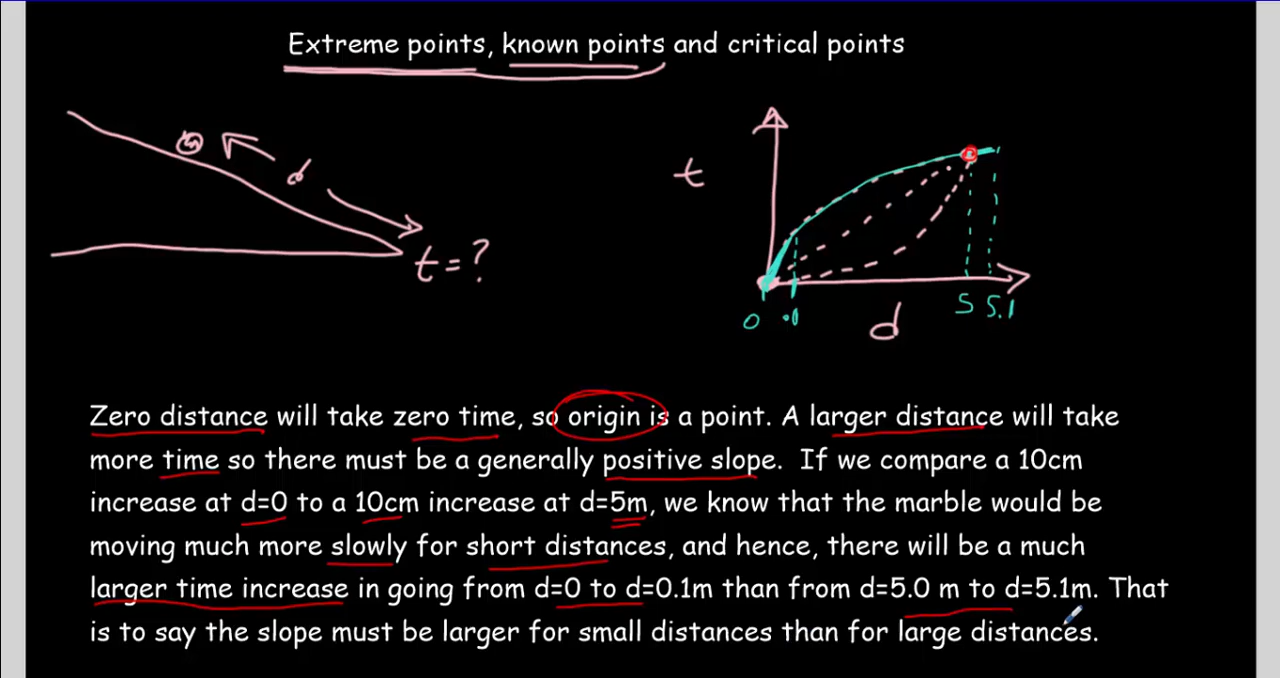 Extreme points, known points and critical points
d
t
t = ?
0 .1 5 5.1
d
Zero distance will take zero time, so origin is a point. A larger distance will take
more time so there must be a generally positive slope. If we compare a 10cm
increase at d=0 to a 10cm increase at d=5m, we know that the marble would be
moving much more slowly for short distances, and hence, there will be a much
larger time increase in going from d=0 to d=0.1m than from d=5.0 m to d=5.1m. That
is to say the slope must be larger for small distances than for large distances.